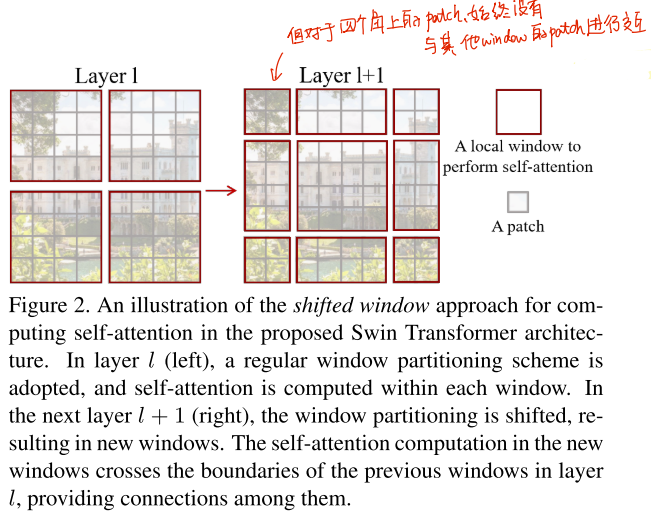 但对于四个角上的patch，始终没有
与其他window的patch进行交互
Layer l
Layer l+1
A local window to
perform self-attention
A patch
Figure 2. An illustration of the shifted window approach for com-
puting self-attention in the proposed Swin Transformer architec-
ture. In layer l (left), a regular window partitioning scheme is
adopted, and self-attention is computed within each window. In
the next layer l + 1 (right), the window partitioning is shifted, re-
sulting in new windows. The self-attention computation in the new
windows crosses the boundaries of the previous windows in layer
l, providing connections among them.